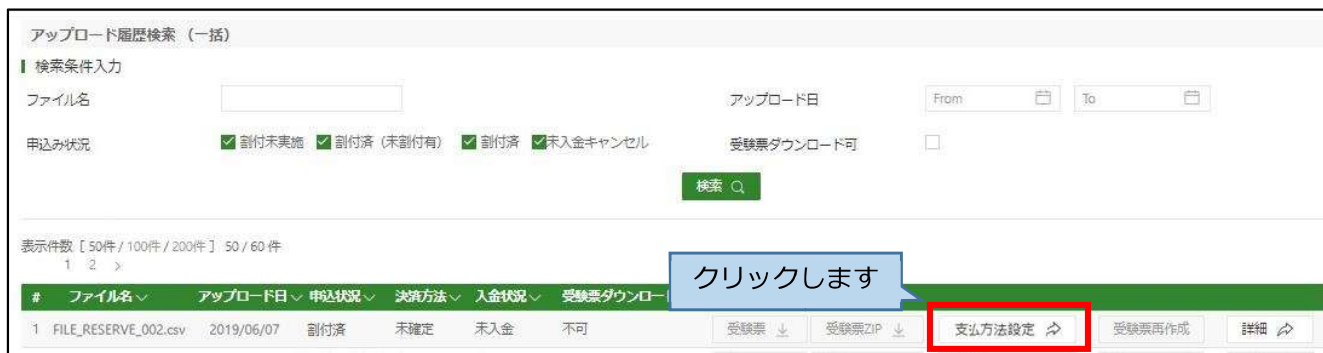 アップロード履歴検索 (一括)
検索条件入力
ファイル名 アップロード日 From To
申込み状況 割付未実施 割付済 (未割付有) 割付済 未入金キャンセル 受験票ダウンロード可
検索
表示件数 [ 50件 / 100件 / 200件 ] 50 / 60 件
1 2 >
クリックします
# ファイル名 アップロード日 申込状況 決済方法 入金状況 受験票ダウンロー
1 FILE_RESERVE_002.csv 2019/06/07 割付済 未確定 未入金 不可 受験票 受験票ZIP 支払方法設定 受験票再作成 詳細